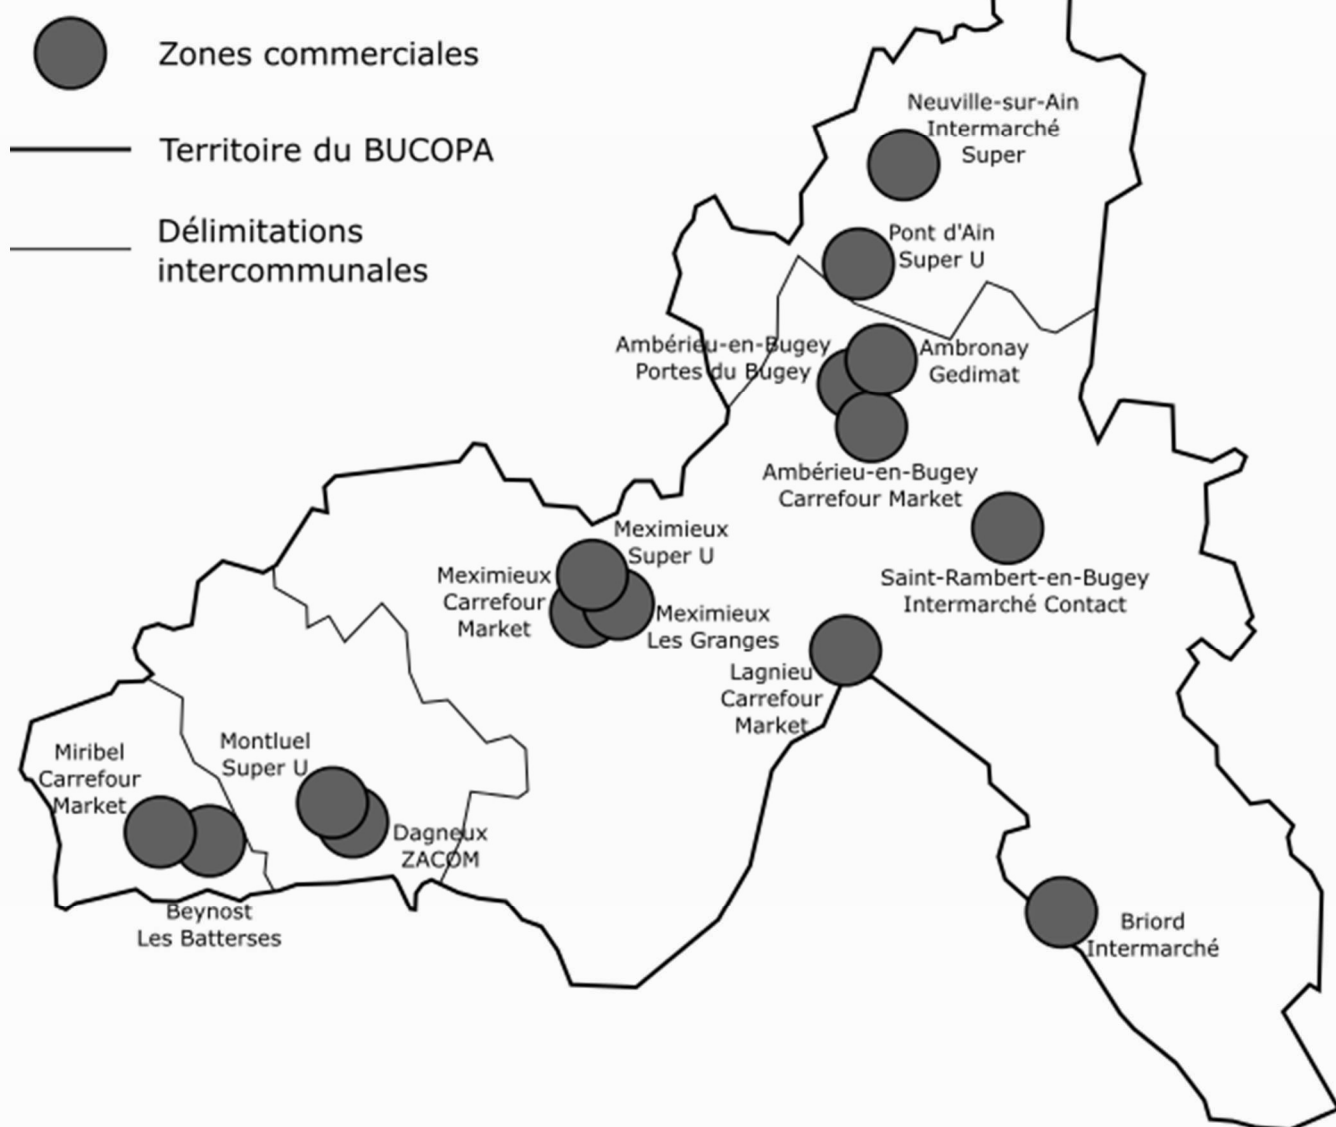 Zones commerciales
Territoire du BUCOPA
Délimitations
intercommunales
Neuville-sur-Ain
Intermarché
Super
Pont d'Ain
Super U
Ambérieu-en-Bugey
Portes du Bugey
Ambronay
Gedimat
Ambérieu-en-Bugey
Carrefour Market
Saint-Rambert-en-Bugey
Intermarché Contact
Meximieux
Super U
Meximieux
Carrefour
Market
Meximieux
Les Granges
Lagnieu
Carrefour
Market
Miribel
Carrefour
Market
Montluel
Super U
Dagneux
ZACOM
Beynost
Les Batterses
Briord
Intermarché